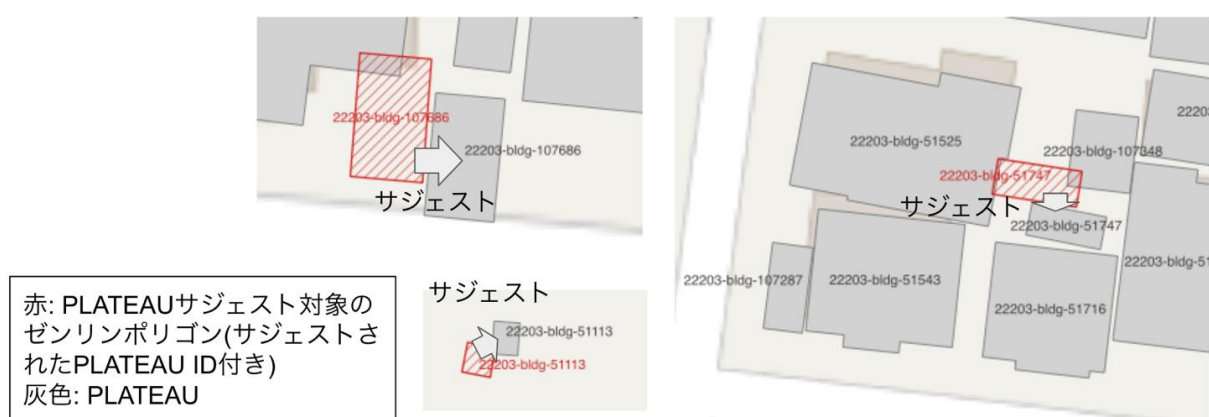 22203-bldg-107686
22203-bldg-107686
サジェスト
22203-bldg-51525
22203-bldg-107348
22203-bldg-51747
サジェスト
22203-bldg-51747
22203-bldg-107287
22203-bldg-51543
22203-bldg-51716
サジェスト
22203-bldg-51113
22203-bldg-51113
赤: PLATEAUサジェスト対象の
ゼンリンポリゴン(サジェストさ
れたPLATEAU ID付き)
灰色: PLATEAU